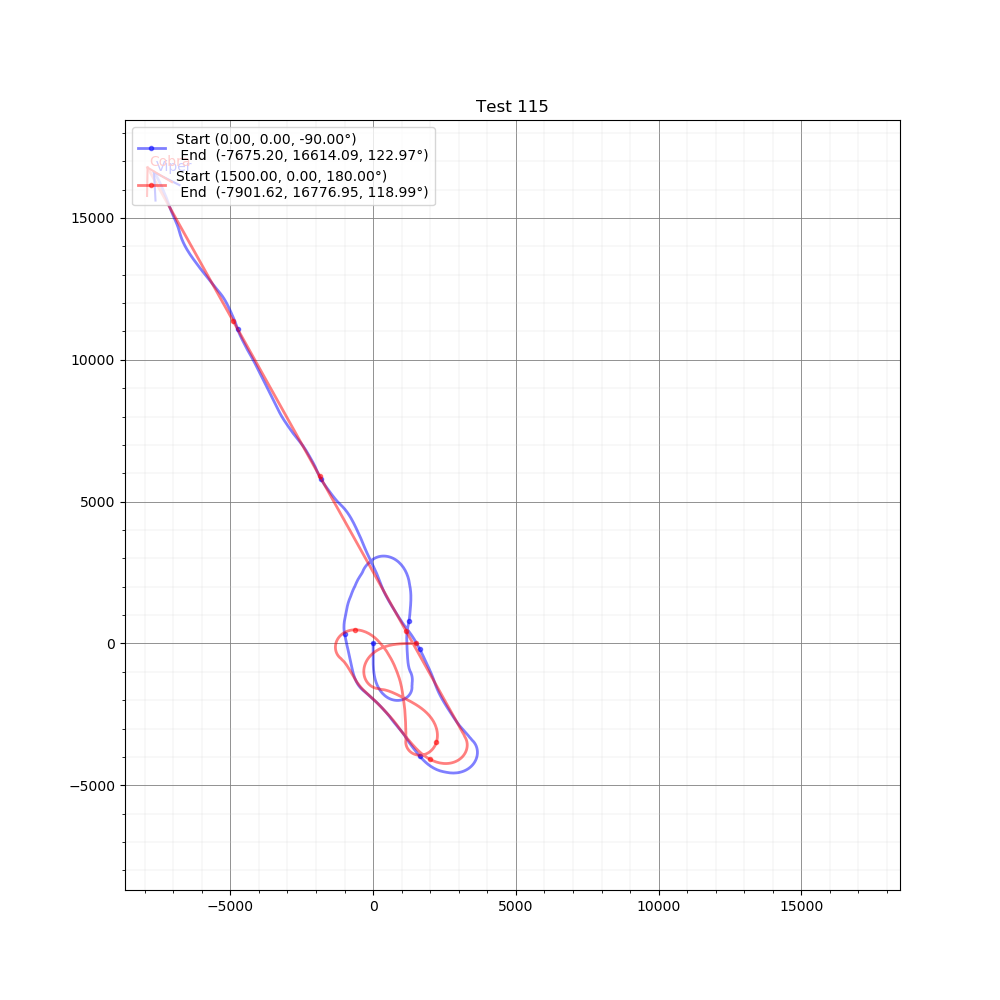 Test 115
Start (0.00, 0.00, -90.00°)
End (-7675.20, 16614.09, 122.97°)
Start (1500.00, 0.00, 180.00°)
End (-7901.62, 16776.95, 118.99°)
Cobra
Viper
15000
10000
5000
0
−5000
−5000
0
5000
10000
15000